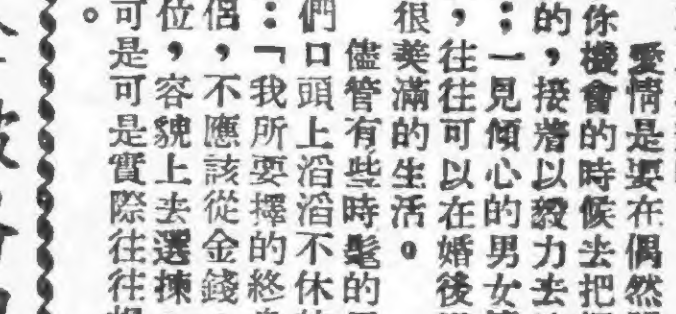 愛情是要在偶然
你機會的時候去把
的，接着以毅力去
；一見傾心的男女
，往往可以在婚後
很美滿的生活。
儘管有些時髦的
們口頭上滔滔不休
：「我所要擇的終
侶，不應該從金錢
位，容貌上去選揀
可是可是實際往往
。